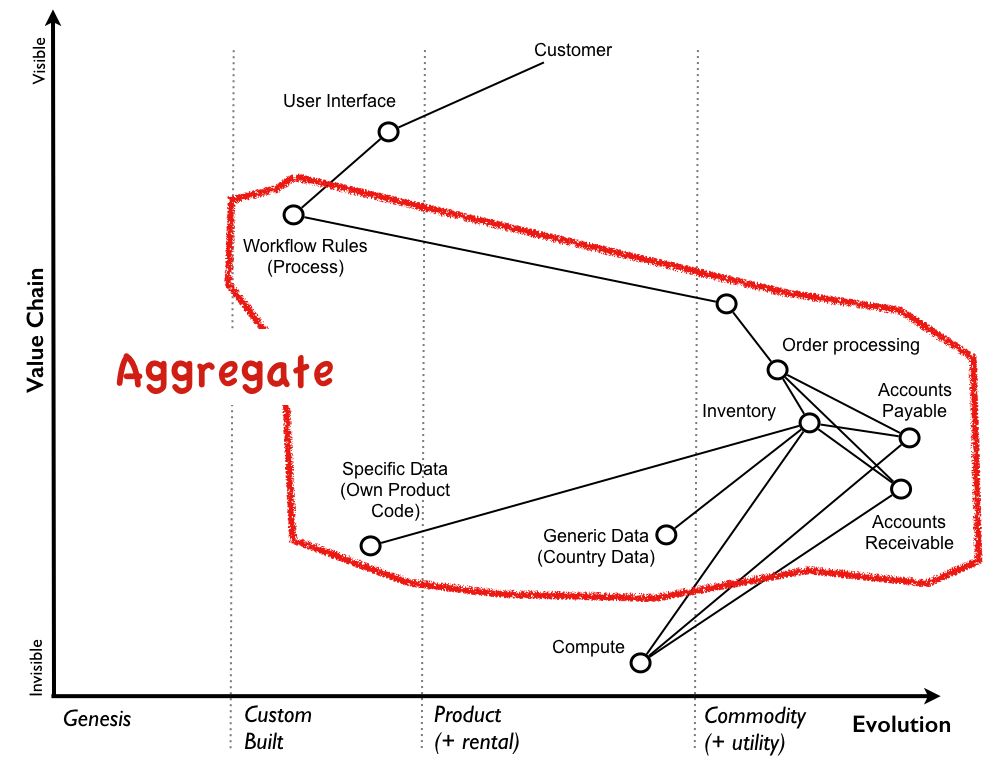 Visible
Customer
User Interface
Workflow Rules
(Process)
Value Chain
Order processing
Aggregate
Accounts
Payable
Inventory
Specific Data
(Own Product
Code)
Generic Data
(Country Data)
Accounts
Receivable
Compute
Invisible
Genesis
Custom
Built
Product
(+ rental)
Commodity
(+ utility)
Evolution